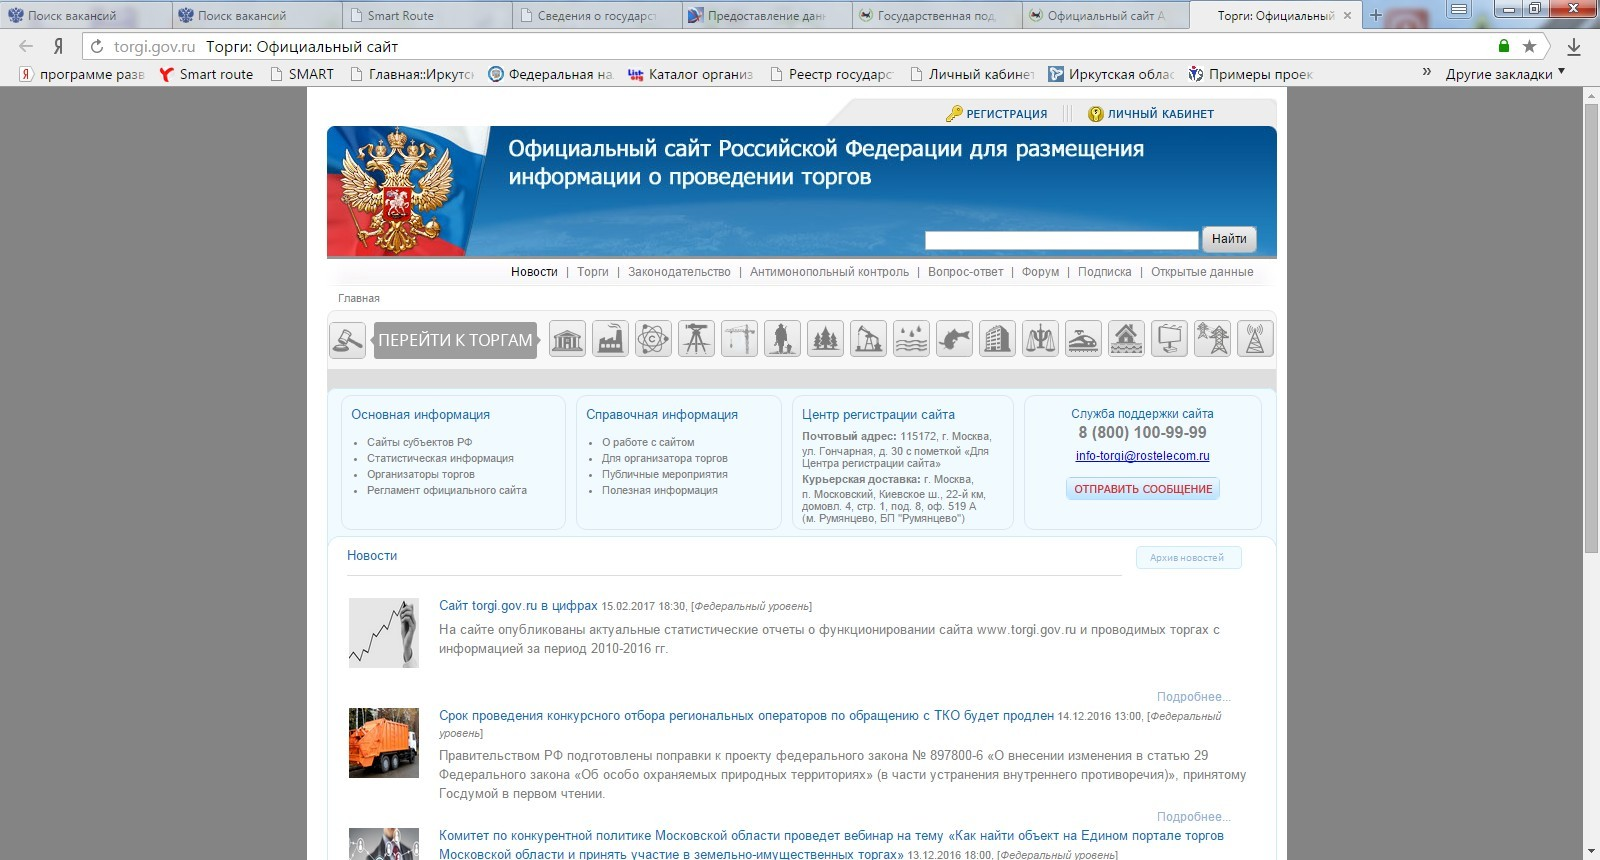 Поиск вакансий
Поиск вакансий
Smart Route
Сведения о государст
Предоставление дан
Государственная под
Официальный сайт А
Торги: Официальный
torgi.gov.ru Торги: Официальный сайт
программе разв
Smart route
SMART
Главная::Иркутс
Федеральная на
Каталог организ
Реестр государс
Личный кабинет
Иркутская облас
Примеры проек
» Другие закладки
РЕГИСТРАЦИЯ
ЛИЧНЫЙ КАБИНЕТ
Официальный сайт Российской Федерации для размещения
информации о проведении торгов
Найти
Новости | Торги | Законодательство | Антимонопольный контроль | Вопрос-ответ | Форум | Подписка | Открытые данные
Главная
ПЕРЕЙТИ К ТОРГАМ
Основная информация
• Сайты субъектов РФ
• Статистическая информация
• Организаторы торгов
• Регламент официального сайта
Справочная информация
• О работе с сайтом
• Для организатора торгов
• Публичные мероприятия
• Полезная информация
Центр регистрации сайта
Почтовый адрес: 115172, г. Москва,
ул. Гончарная, д. 30 с пометкой «Для
Центра регистрации сайта»
Курьерская доставка: г. Москва,
п. Московский, Киевское ш., 22-й км,
домовл. 4, стр. 1, под. 8, оф. 519 А
(м. Румянцево, БП "Румянцево")
Служба поддержки сайта
8 (800) 100-99-99
info-torgi@rostelecom.ru
ОТПРАВИТЬ СООБЩЕНИЕ
Новости
Архив новостей
Сайт torgi.gov.ru в цифрах 15.02.2017 18:30, [Федеральный уровень]
На сайте опубликованы актуальные статистические отчеты о функционировании сайта www.torgi.gov.ru и проводимых торгах с
информацией за период 2010-2016 гг.
Подробнее...
Срок проведения конкурсного отбора региональных операторов по обращению с ТКО будет продлен 14.12.2016 13:00, [Федеральный
уровень]
Правительством РФ подготовлены поправки к проекту федерального закона № 897800-6 «О внесении изменения в статью 29
Федерального закона «Об особо охраняемых природных территориях» (в части устранения внутреннего противоречия)», принятому
Госдумой в первом чтении.
Подробнее...
Комитет по конкурентной политике Московской области проведет вебинар на тему «Как найти объект на Едином портале торгов
Московской области и принять участие в земельно-имущественных торгах» 13.12.2016 18:00, [Федеральный уровень]